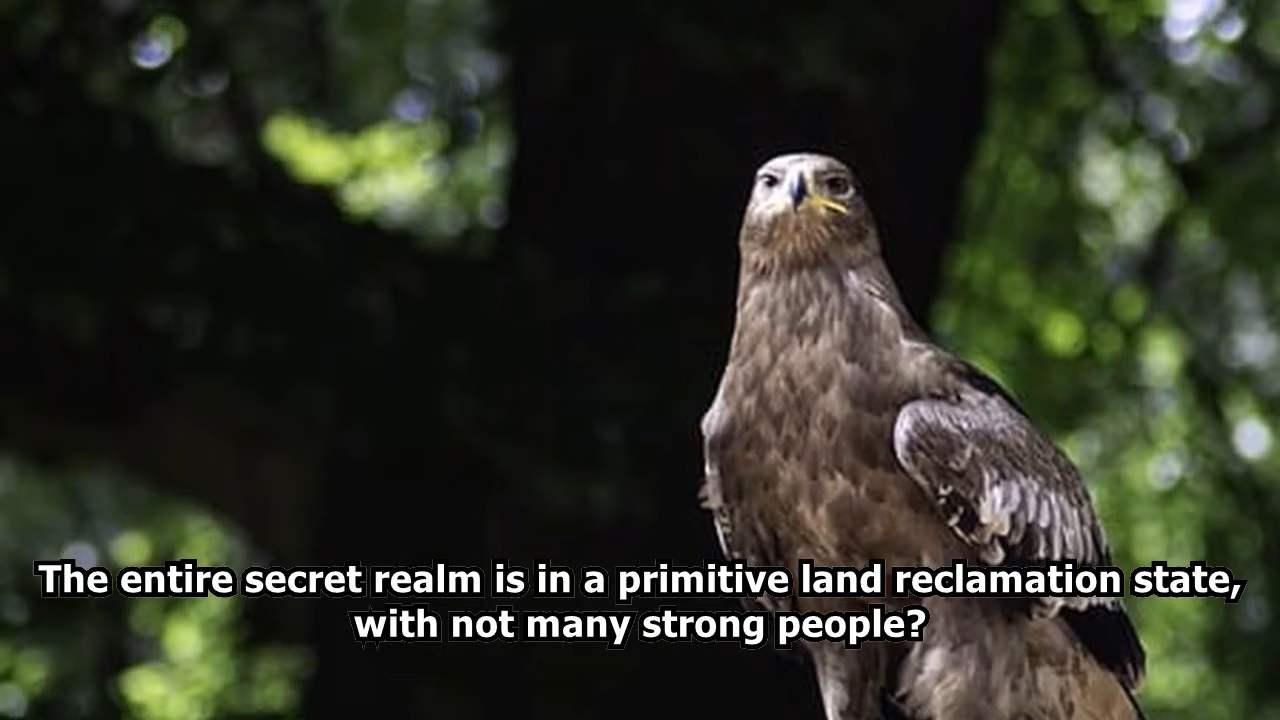 The entire secret realm is in a primitive land reclamation state,
with not many strong people?